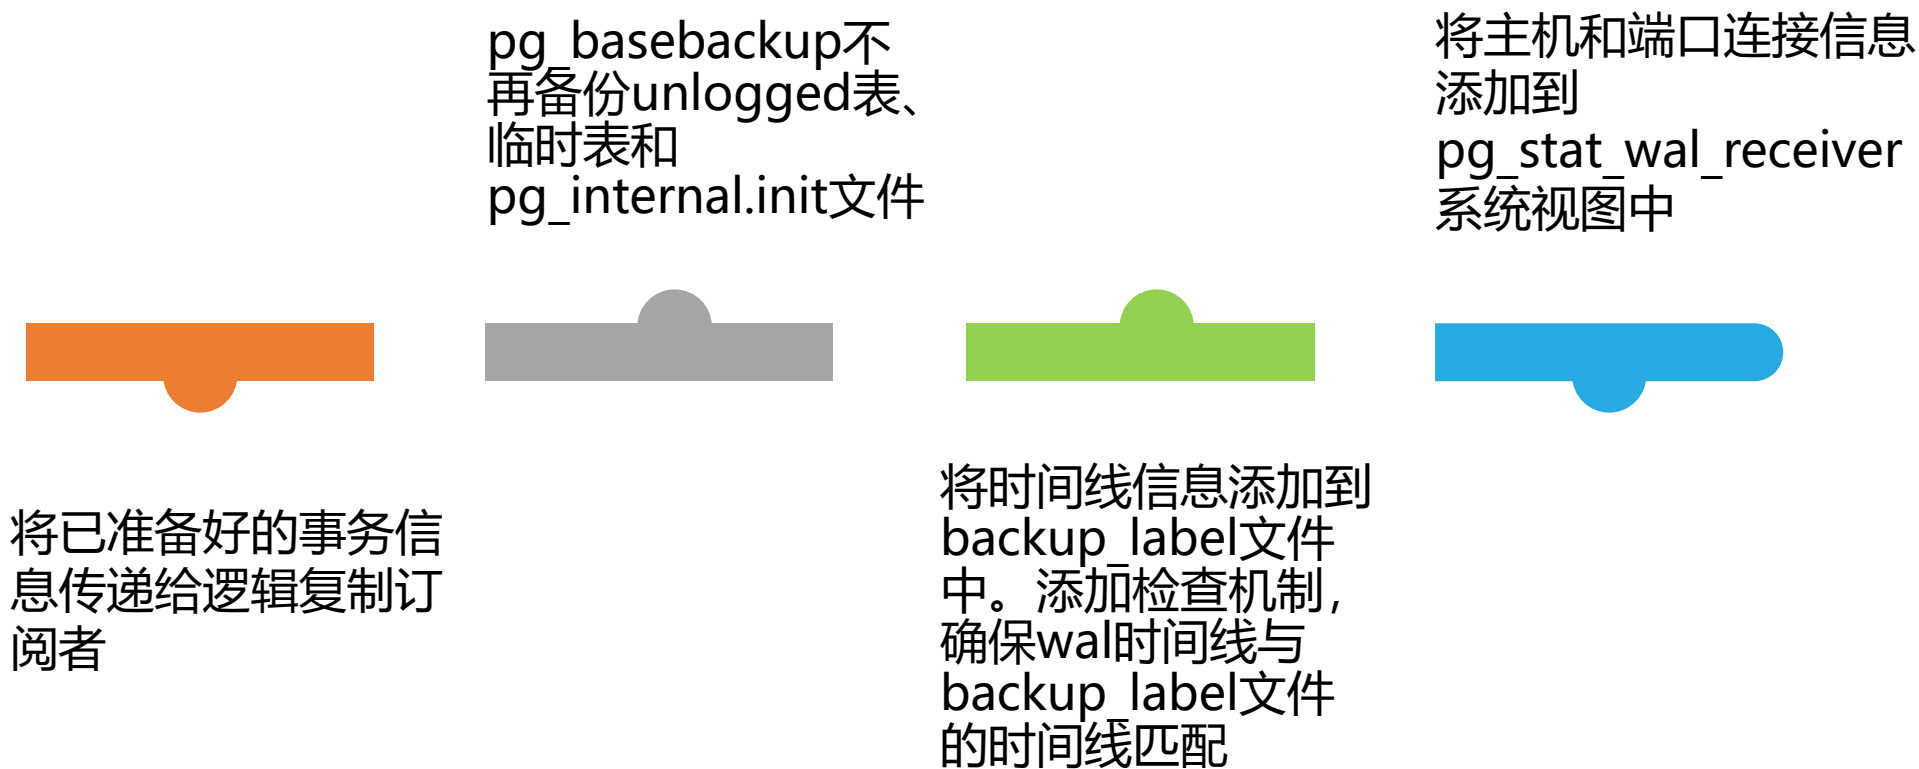 pg_basebackup不
再备份unlogged表、
临时表和
pg_internal.init文件
将主机和端口连接信息
添加到
pg_stat_wal_receiver
系统视图中
将已准备好的事务信
息传递给逻辑复制订
阅者
将时间线信息添加到
backup_label文件
中。添加检查机制，
确保wal时间线与
backup_label文件
的时间线匹配